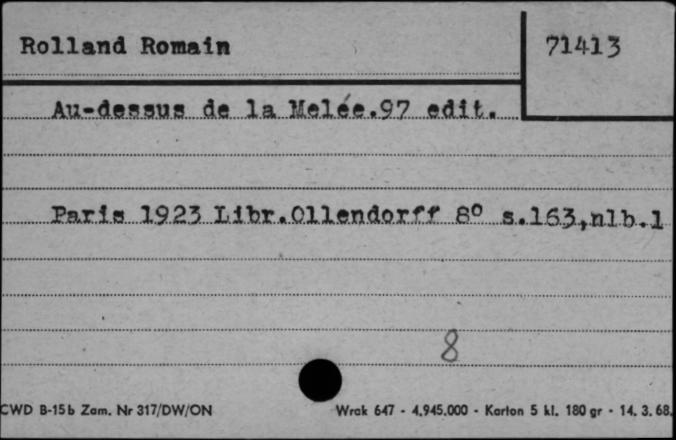 Rolland Romain
71413
Au-dessus de la Melée.97 edit.
Paris 1923 Libr.Ollendorff 8º s.163,nlb.1
8
CWD B-15b Zam. Nr 317/DW/ON
Wrak 647 - 4.945.000 - Karton 5 kl. 180 gr - 14. 3. 68.